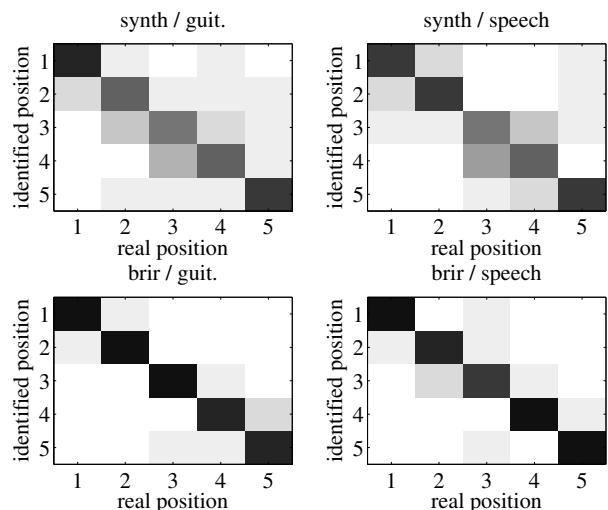 synth / guit.
identified position
1
2
3
4
5
1 2 3 4 5
real position
synth / speech
identified position
1
2
3
4
5
1 2 3 4 5
real position
brir / guit.
identified position
1
2
3
4
5
1 2 3 4 5
real position
brir / speech
identified position
1
2
3
4
5
1 2 3 4 5
real position